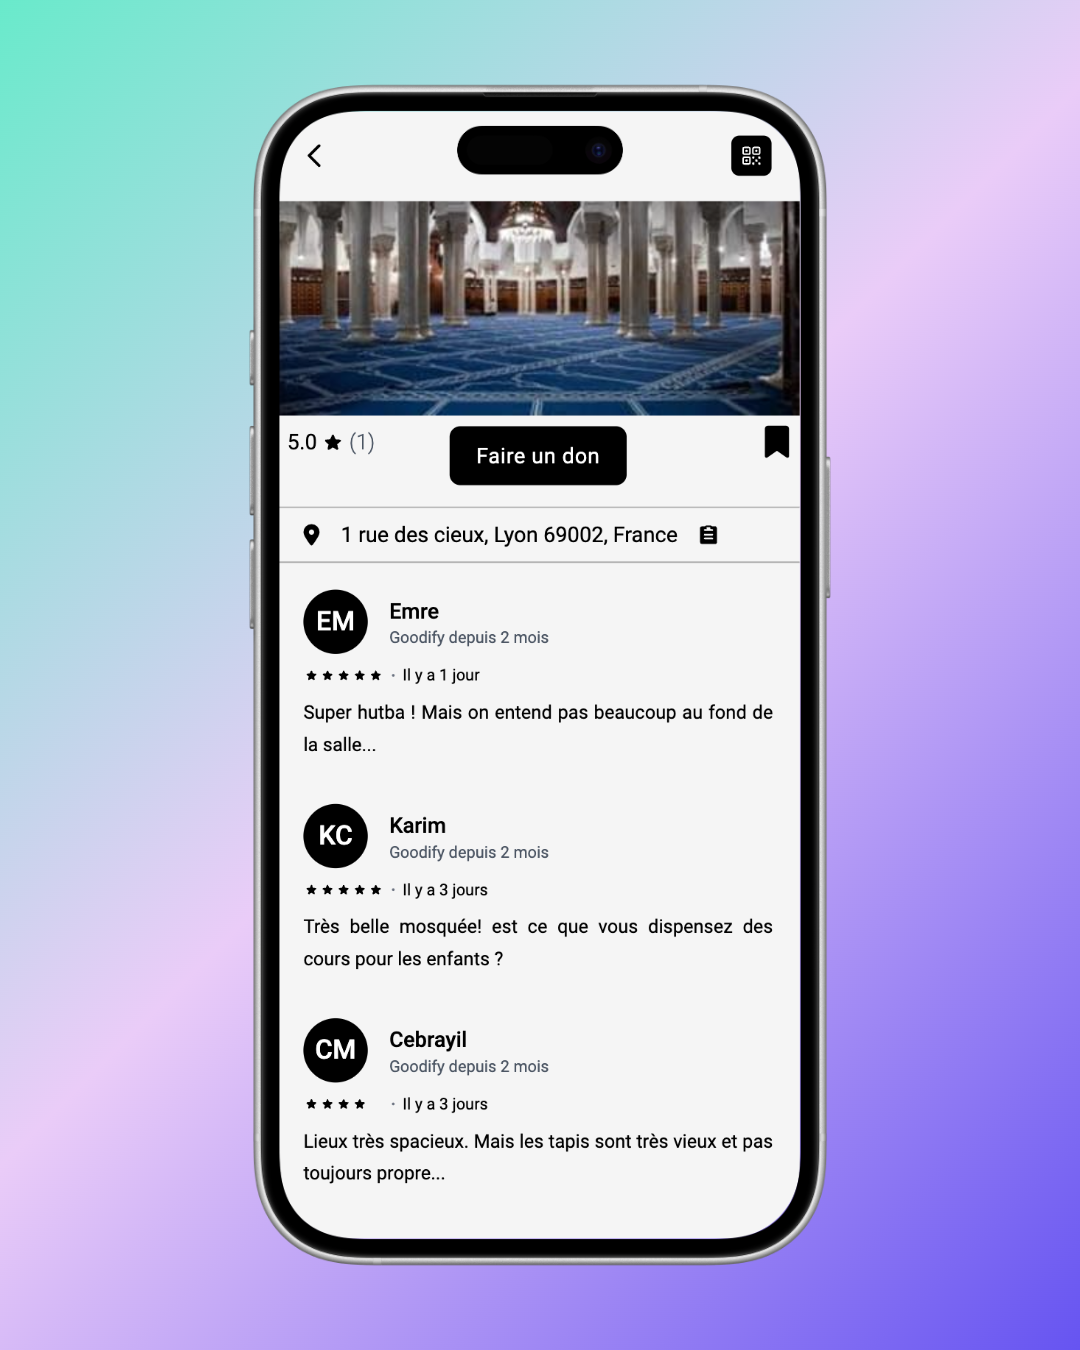 5.0 ★ (1)
Faire un don
1 rue des cieux, Lyon 69002, France
EM
Emre
Goodify depuis 2 mois
★ ★ ★ ★ ★ · Il y a 1 jour
Super hutba ! Mais on entend pas beaucoup au fond de
la salle...
KC
Karim
Goodify depuis 2 mois
★ ★ ★ ★ ★ · Il y a 3 jours
Très belle mosquée! est ce que vous dispensez des
cours pour les enfants ?
CM
Cebrayil
Goodify depuis 2 mois
★ ★ ★ ★ · Il y a 3 jours
Lieux très spacieux. Mais les tapis sont très vieux et pas
toujours propre...